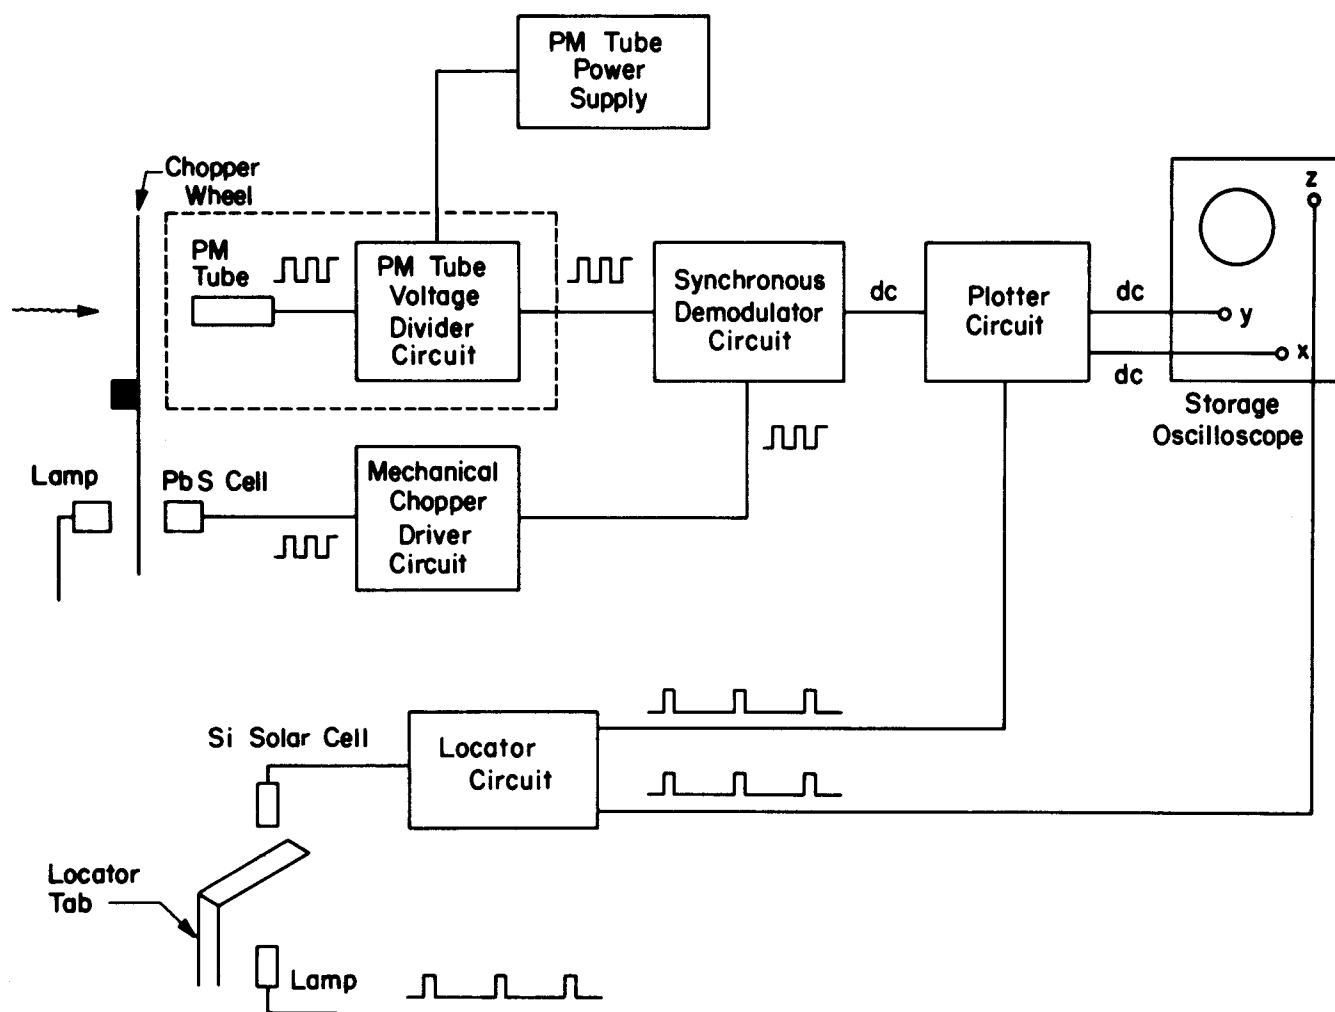 PM Tube
Power
Supply
Chopper
Wheel
PM
Tube
PM Tube
Voltage
Divider
Circuit
Synchronous
Demodulator
Circuit
dc
Plotter
Circuit
dc
dc
z
y
x
Storage
Oscilloscope
Lamp
PbS Cell
Mechanical
Chopper
Driver
Circuit
Si Solar Cell
Locator
Circuit
Locator
Tab
Lamp